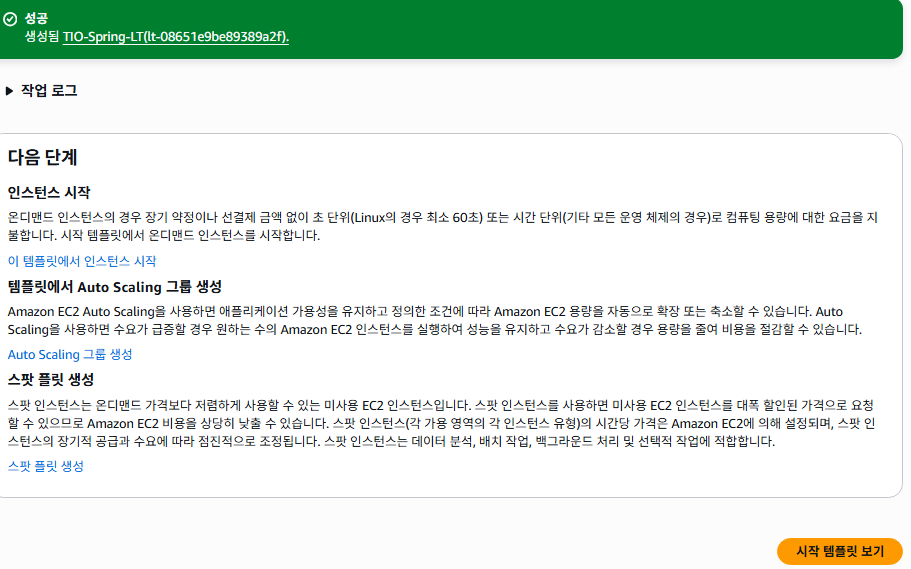 성공
생성됨 TIO-Spring-LT(lt-08651e9be89389a2f).
작업 로그
다음 단계
인스턴스 시작
온디맨드 인스턴스의 경우 장기 약정이나 선결제 금액 없이 초 단위(Linux의 경우 최소 60초) 또는 시간 단위(기타 모든 운영 체제의 경우)로 컴퓨팅 용량에 대한 요금을 지
불합니다. 시작 템플릿에서 온디맨드 인스턴스를 시작합니다.
이 템플릿에서 인스턴스 시작
템플릿에서 Auto Scaling 그룹 생성
Amazon EC2 Auto Scaling을 사용하면 애플리케이션 가용성을 유지하고 정의한 조건에 따라 Amazon EC2 용량을 자동으로 확장 또는 축소할 수 있습니다. Auto
Scaling을 사용하면 수요가 급증할 경우 원하는 수의 Amazon EC2 인스턴스를 실행하여 성능을 유지하고 수요가 감소할 경우 용량을 줄여 비용을 절감할 수 있습니다.
Auto Scaling 그룹 생성
스팟 플릿 생성
스팟 인스턴스는 온디맨드 가격보다 저렴하게 사용할 수 있는 미사용 EC2 인스턴스입니다. 스팟 인스턴스를 사용하면 미사용 EC2 인스턴스를 대폭 할인된 가격으로 요청
할 수 있으므로 Amazon EC2 비용을 상당히 낮출 수 있습니다. 스팟 인스턴스(각 가용 영역의 각 인스턴스 유형)의 시간당 가격은 Amazon EC2에 의해 설정되며, 스팟 인
스턴스의 장기적 공급과 수요에 따라 점진적으로 조정됩니다. 스팟 인스턴스는 데이터 분석, 배치 작업, 백그라운드 처리 및 선택적 작업에 적합합니다.
스팟 플릿 생성
시작 템플릿 보기